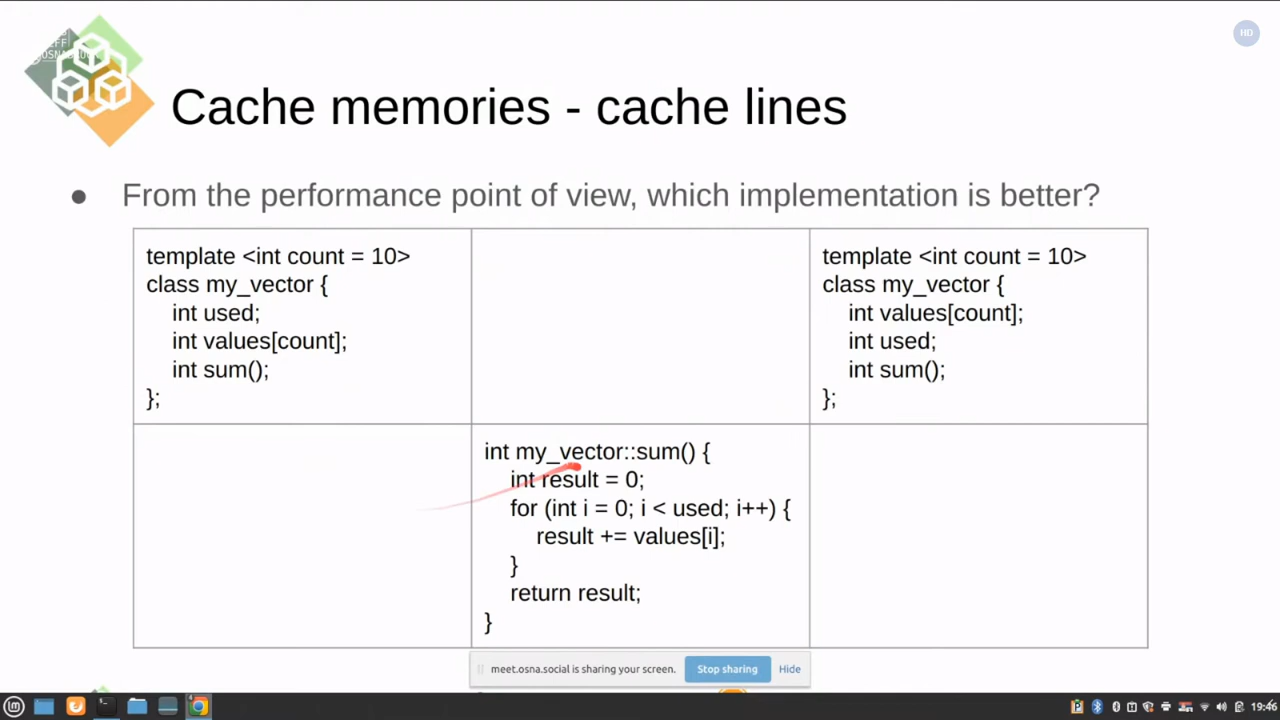 HD
Cache memories - cache lines
● From the performance point of view, which implementation is better?
template <int count = 10>
class my_vector {
int used;
int values[count];
int sum();
};
template <int count = 10>
class my_vector {
int values[count];
int used;
int sum();
};
int my_vector::sum() {
int result = 0;
for (int i = 0; i < used; i++) {
result += values[i];
}
return result;
}
meet.osna.social is sharing your screen.
Stop sharing
Hide
19:46